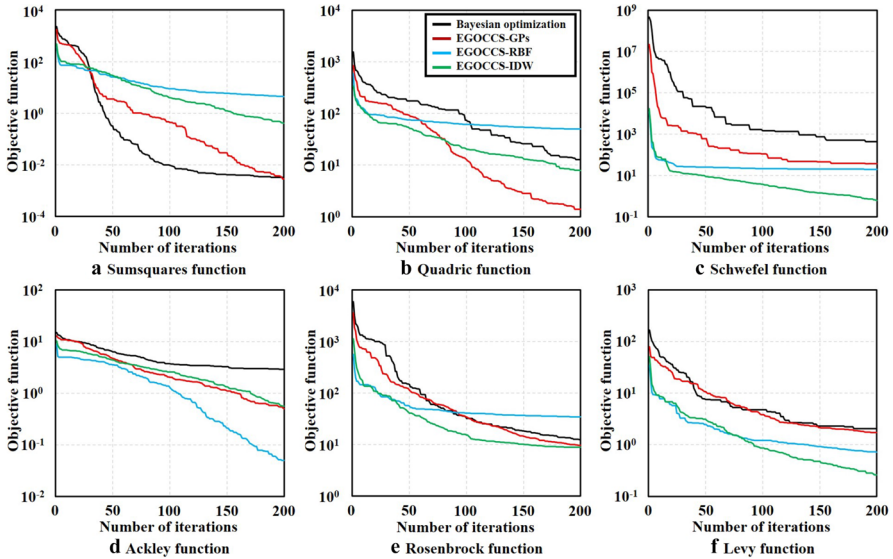 Objective function
10^4
10^2
10^0
10^-2
10^-4
0
50
100
150
200
Number of iterations
a Sumsquares function
Objective function
10^3
10^2
10^1
10^0
0
50
100
150
200
Number of iterations
b Quadric function
Bayesian optimization
EGOCCS-GPs
EGOCCS-RBF
EGOCCS-IDW
Objective function
10^9
10^7
10^5
10^3
10^1
10^-1
0
50
100
150
200
Number of iterations
c Schwefel function
Objective function
10^2
10^1
10^0
10^-1
10^-2
0
50
100
150
200
Number of iterations
d Ackley function
Objective function
10^4
10^3
10^2
10^1
10^0
0
50
100
150
200
Number of iterations
e Rosenbrock function
Objective function
10^3
10^2
10^1
10^0
10^-1
0
50
100
150
200
Number of iterations
f Levy function